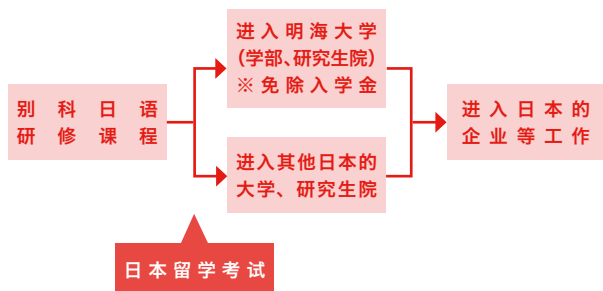 别科日语
研修课程
进入明海大学
(学部、研究生院)
※免除入学金
进入其他日本的
大学、研究生院
进入日本的
企业等工作
日本留学考试